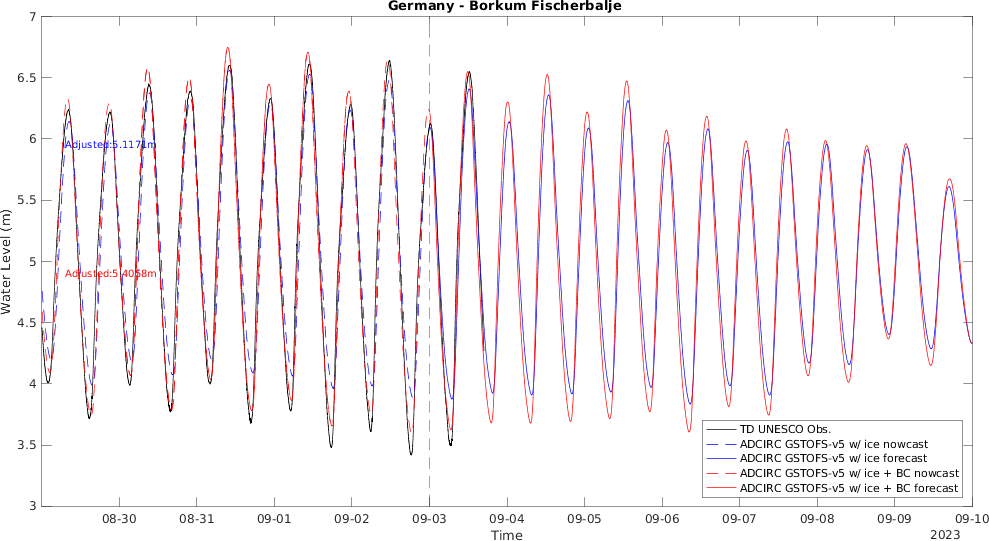 Germany - Borkum Fischerbalje
7
6.5
6
5.5
5
4.5
4
3.5
3
Water Level (m)
Adjusted:5.1171m
Adjusted:5.4058m
TD UNESCO Obs.
ADCIRC GSTOFS-v5 w/ ice nowcast
ADCIRC GSTOFS-v5 w/ ice forecast
ADCIRC GSTOFS-v5 w/ ice + BC nowcast
ADCIRC GSTOFS-v5 w/ ice + BC forecast
08-30 08-31 09-01 09-02 09-03 09-04 09-05 09-06 09-07 09-08 09-09 09-10
Time
2023